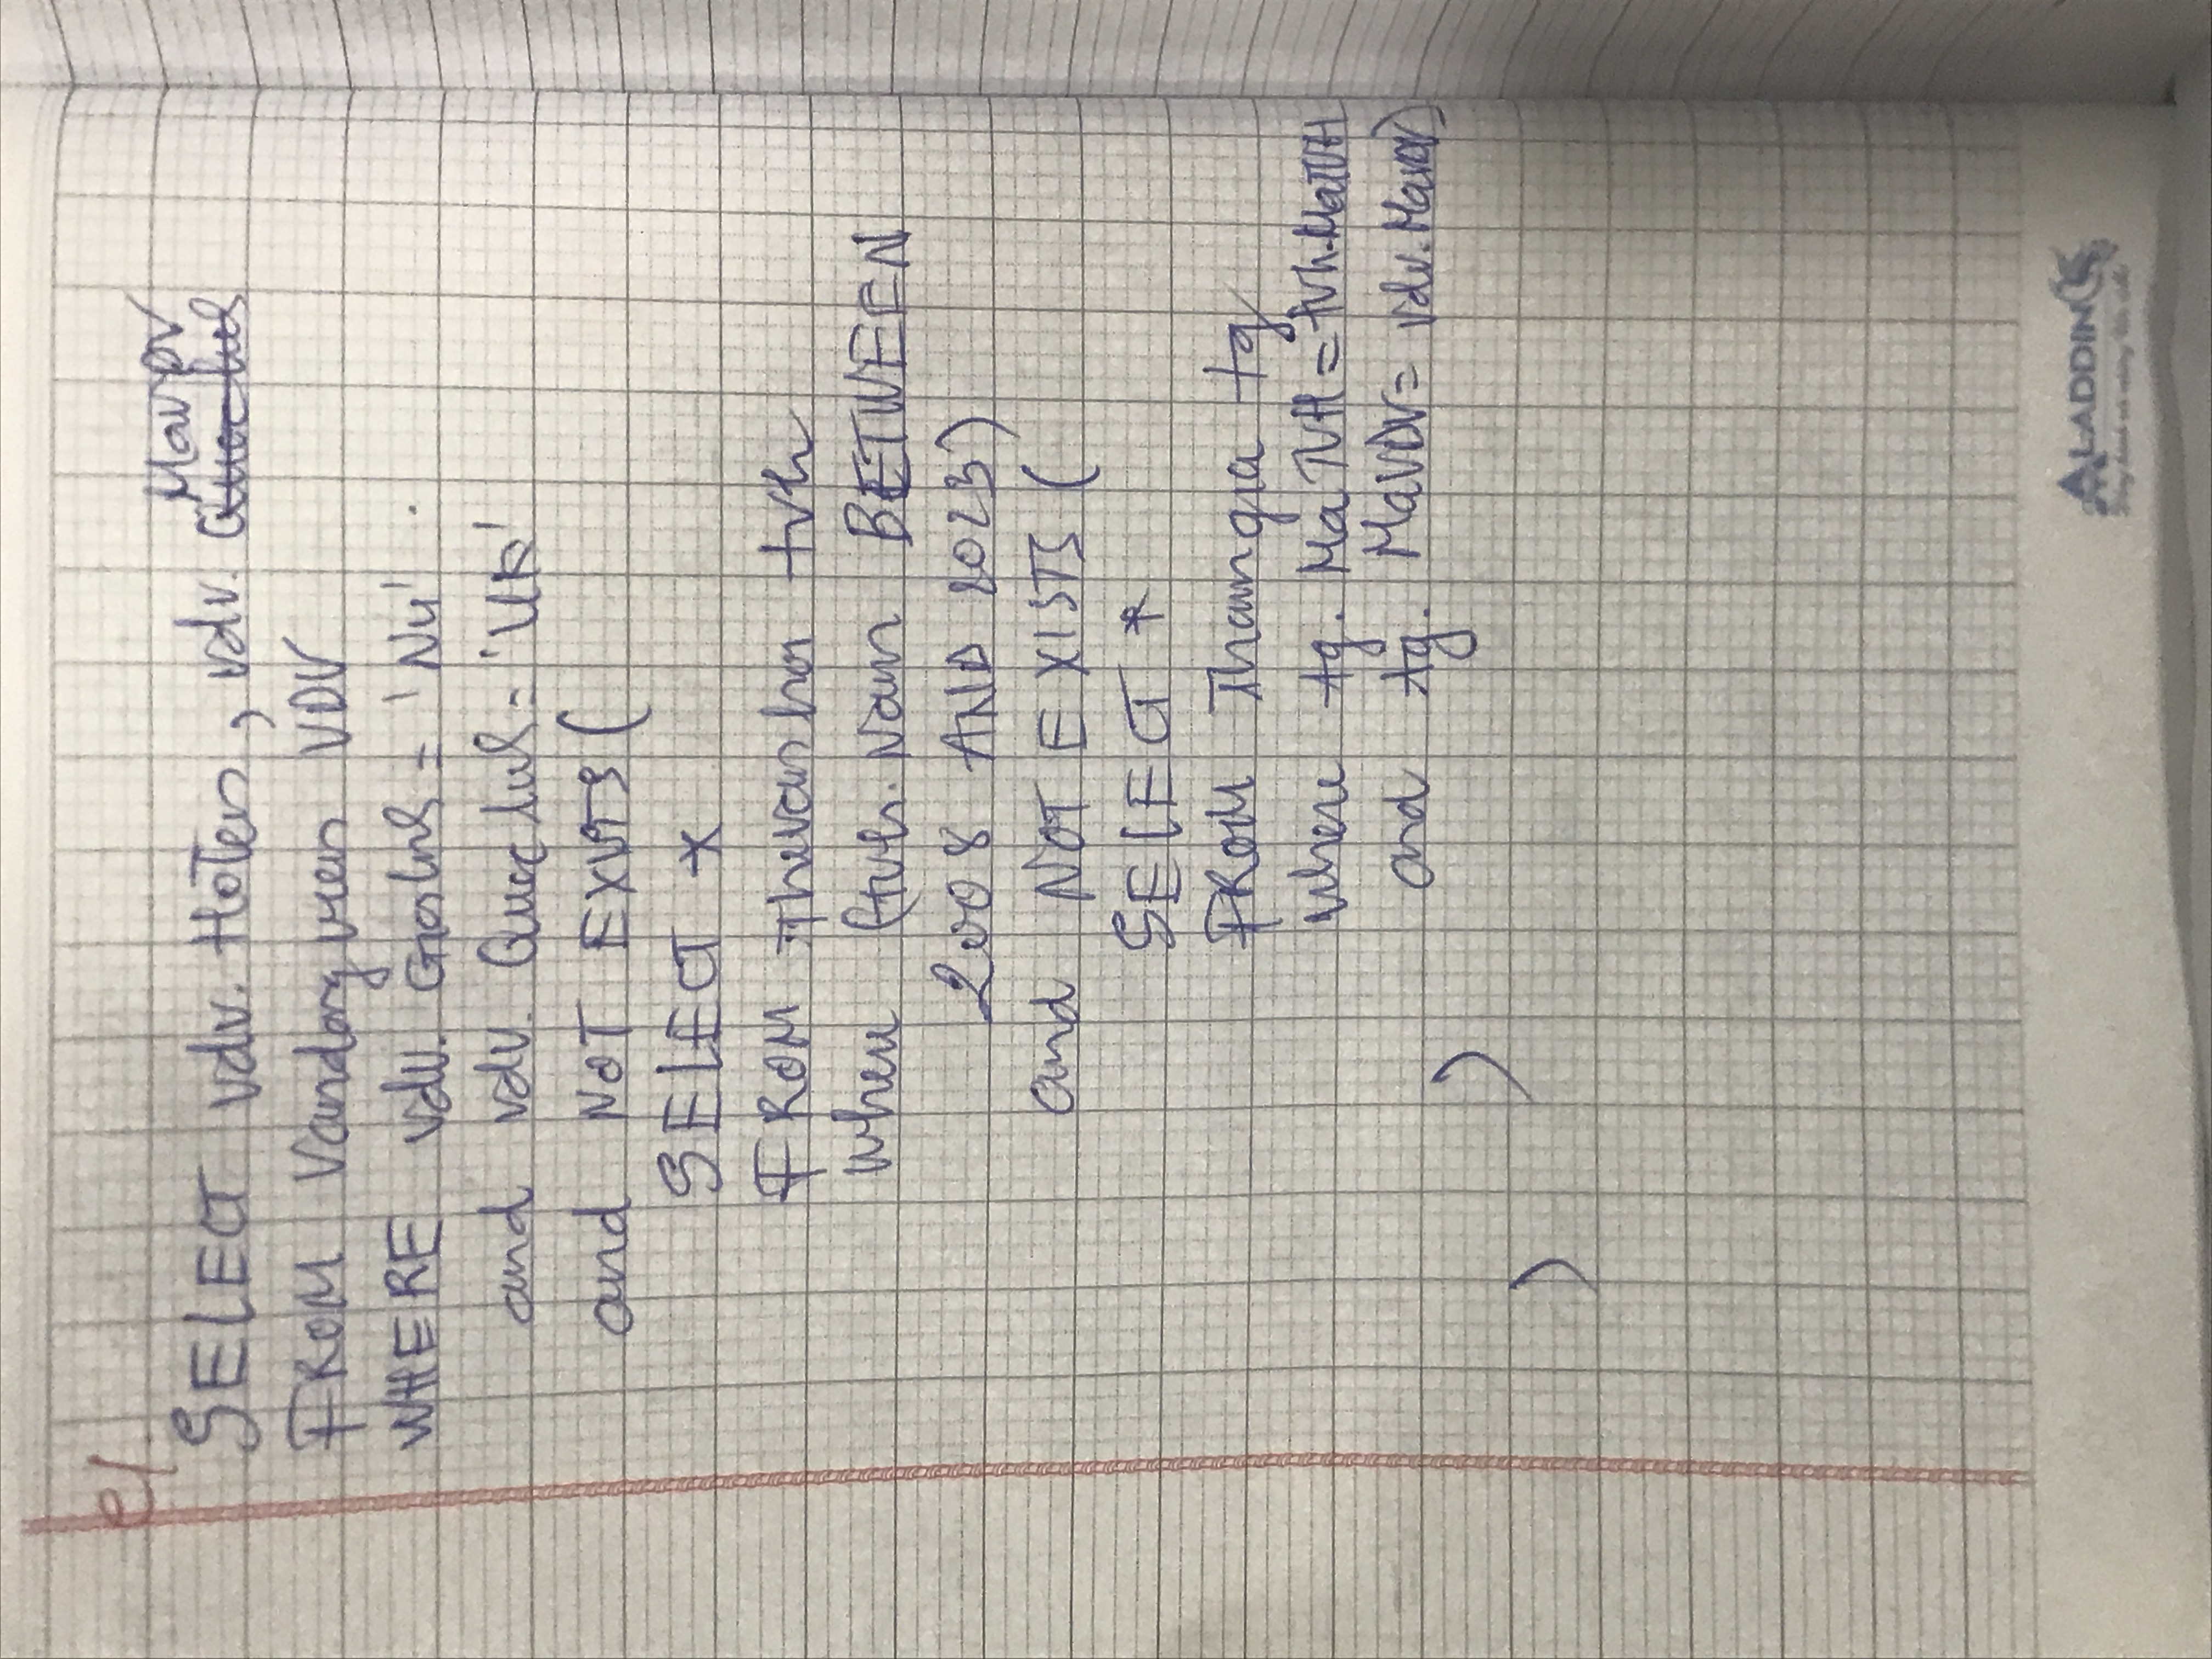 e/.
MaVDV
SELECT vdv. HoTen, vdv. Quoctich
FROM Vandongvien VDV
WHERE vdv. Gioitinh = 'Nu'
and vdv. Quoctich = 'UK'
and NOT EXISTS (
SELECT *
FROM Thevanhoi tvh
where (tvh. Nam BETWEEN
2008 AND 2023)
and NOT EXISTS (
SELECT *
FROM Thamgia tg
where tg. MaTVH = tvh.MaTVH
and tg. MaVDV = vdv.MaVDV)
)
)
ALADDIN